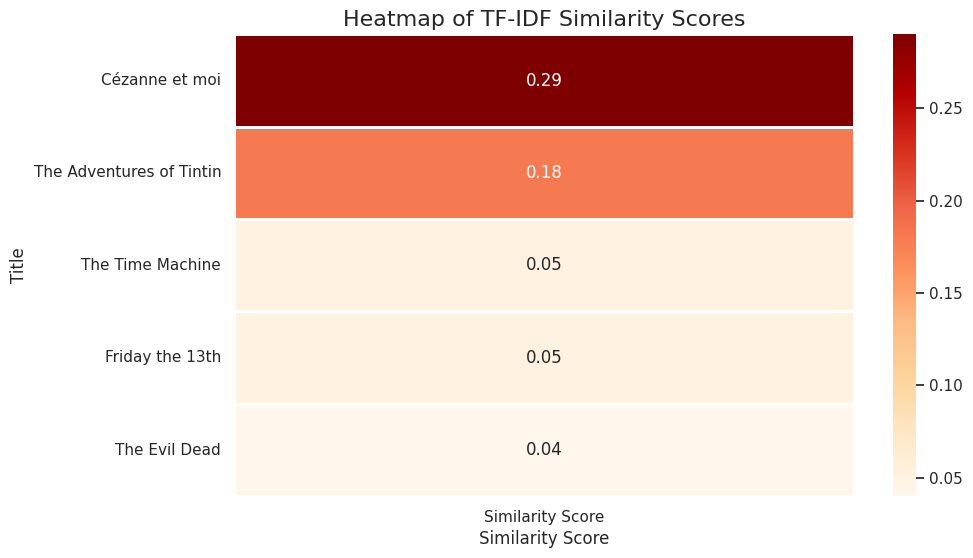 Heatmap of TF-IDF Similarity Scores
Title
Cézanne et moi
0.29
The Adventures of Tintin
0.18
The Time Machine
0.05
Friday the 13th
0.05
The Evil Dead
0.04
Similarity Score
Similarity Score
0.25
0.20
0.15
0.10
0.05